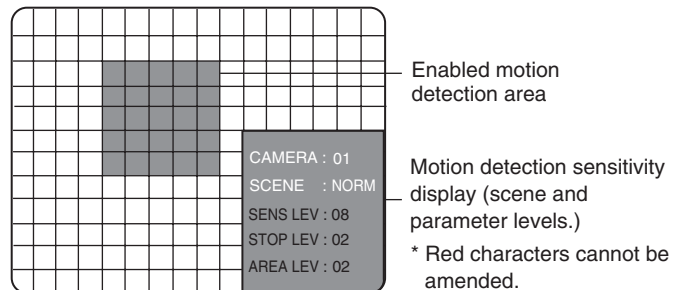 Enabled motion
detection area
CAMERA : 01
SCENE : NORM
SENS LEV : 08
STOP LEV : 02
AREA LEV : 02
Motion detection sensitivity
display (scene and
parameter levels.)
* Red characters cannot be
amended.